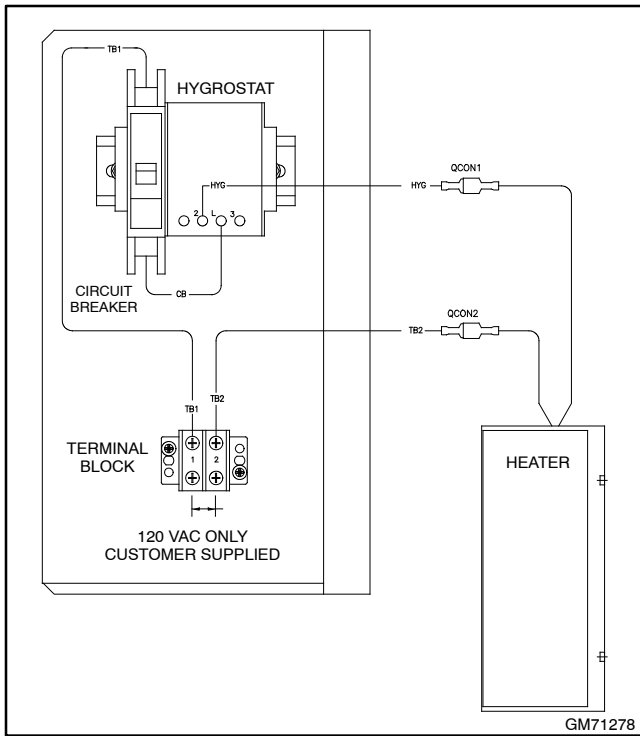 TB1
HYGROSTAT
HYG
2 L 3
HYG
QCON1
CB
CIRCUIT
BREAKER
QCON2
TB2
TB1
TB2
TERMINAL
BLOCK
1 2
HEATER
120 VAC ONLY
CUSTOMER SUPPLIED
GM71278